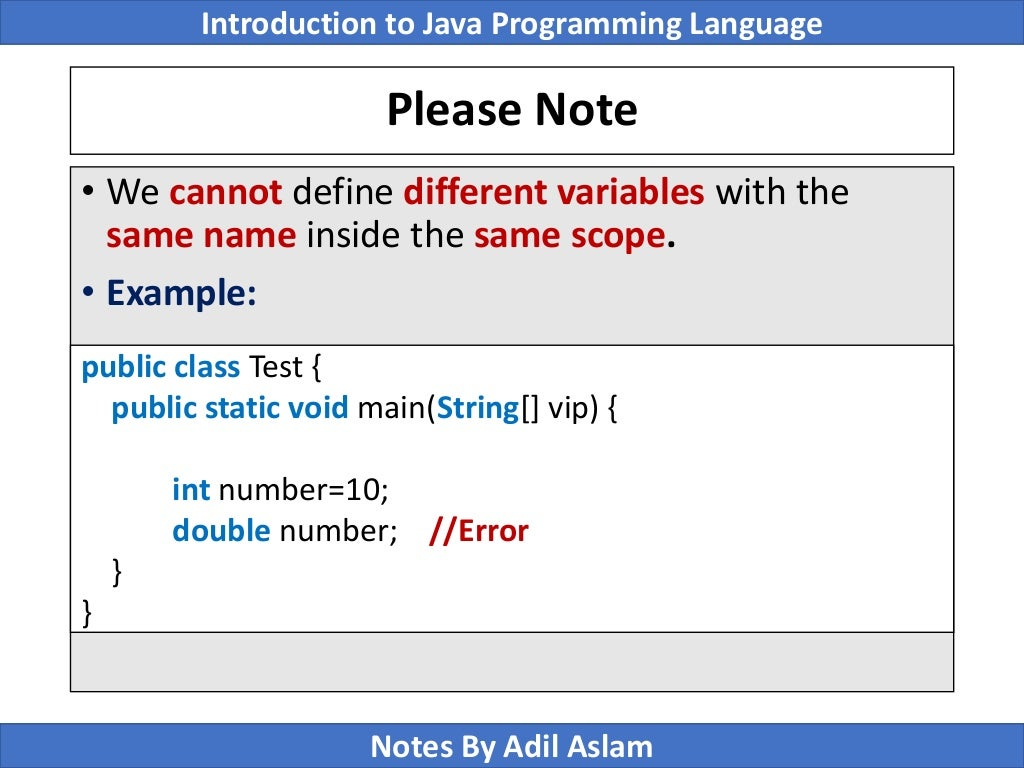 Introduction to Java Programming Language
Please Note
• We cannot define different variables with the
same name inside the same scope.
• Example:
public class Test {
public static void main(String[] vip) {
int number=10;
double number; //Error
}
}
Notes By Adil Aslam